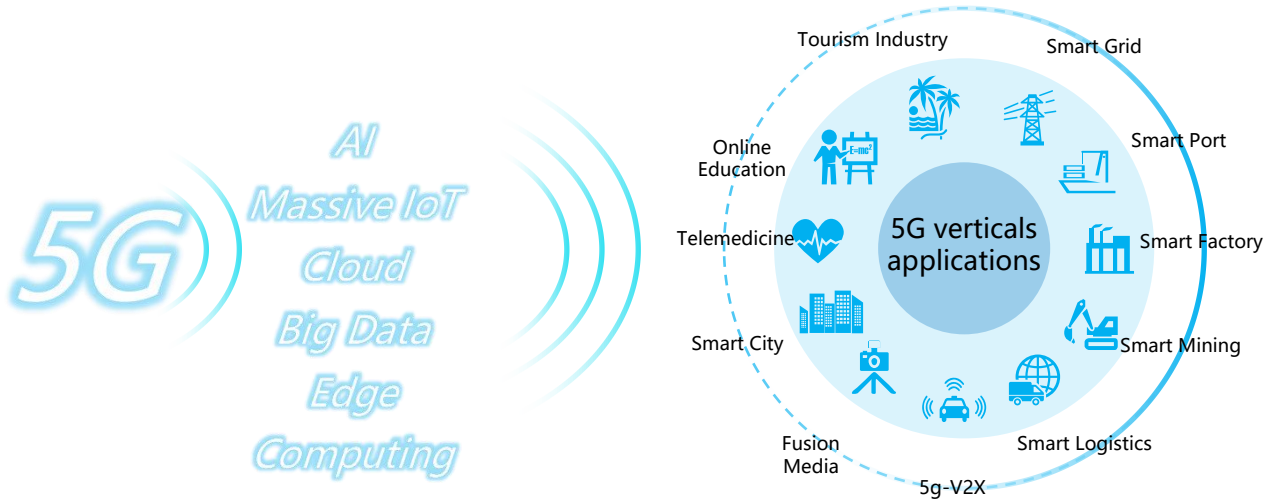 5G
AI
Massive IoT
Cloud
Big Data
Edge
Computing
Tourism Industry
Smart Grid
Online
Education
E=mc²
Smart Port
Telemedicine
5G verticals
applications
Smart Factory
Smart City
Smart Mining
Fusion
Media
Smart Logistics
5g-V2X